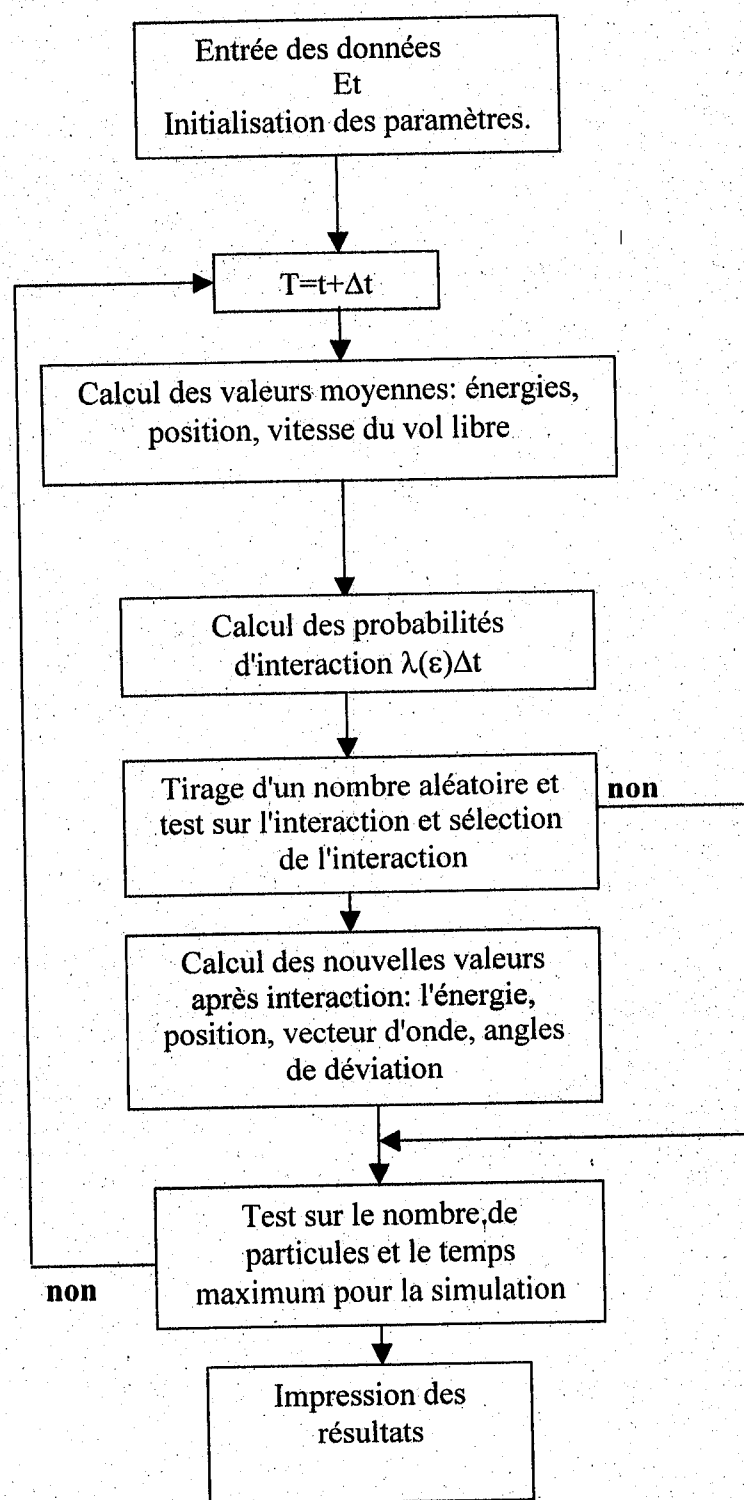 Entrée des données
Et
Initialisation des paramètres.
T=t+Δt
Calcul des valeurs moyennes: énergies,
position, vitesse du vol libre
Calcul des probabilités
d'interaction λ(ε)Δt
Tirage d'un nombre aléatoire et
test sur l'interaction et sélection
de l'interaction
non
Calcul des nouvelles valeurs
après interaction: l'énergie,
position, vecteur d'onde, angles
de déviation
Test sur le nombre de
particules et le temps
maximum pour la simulation
non
Impression des
résultats